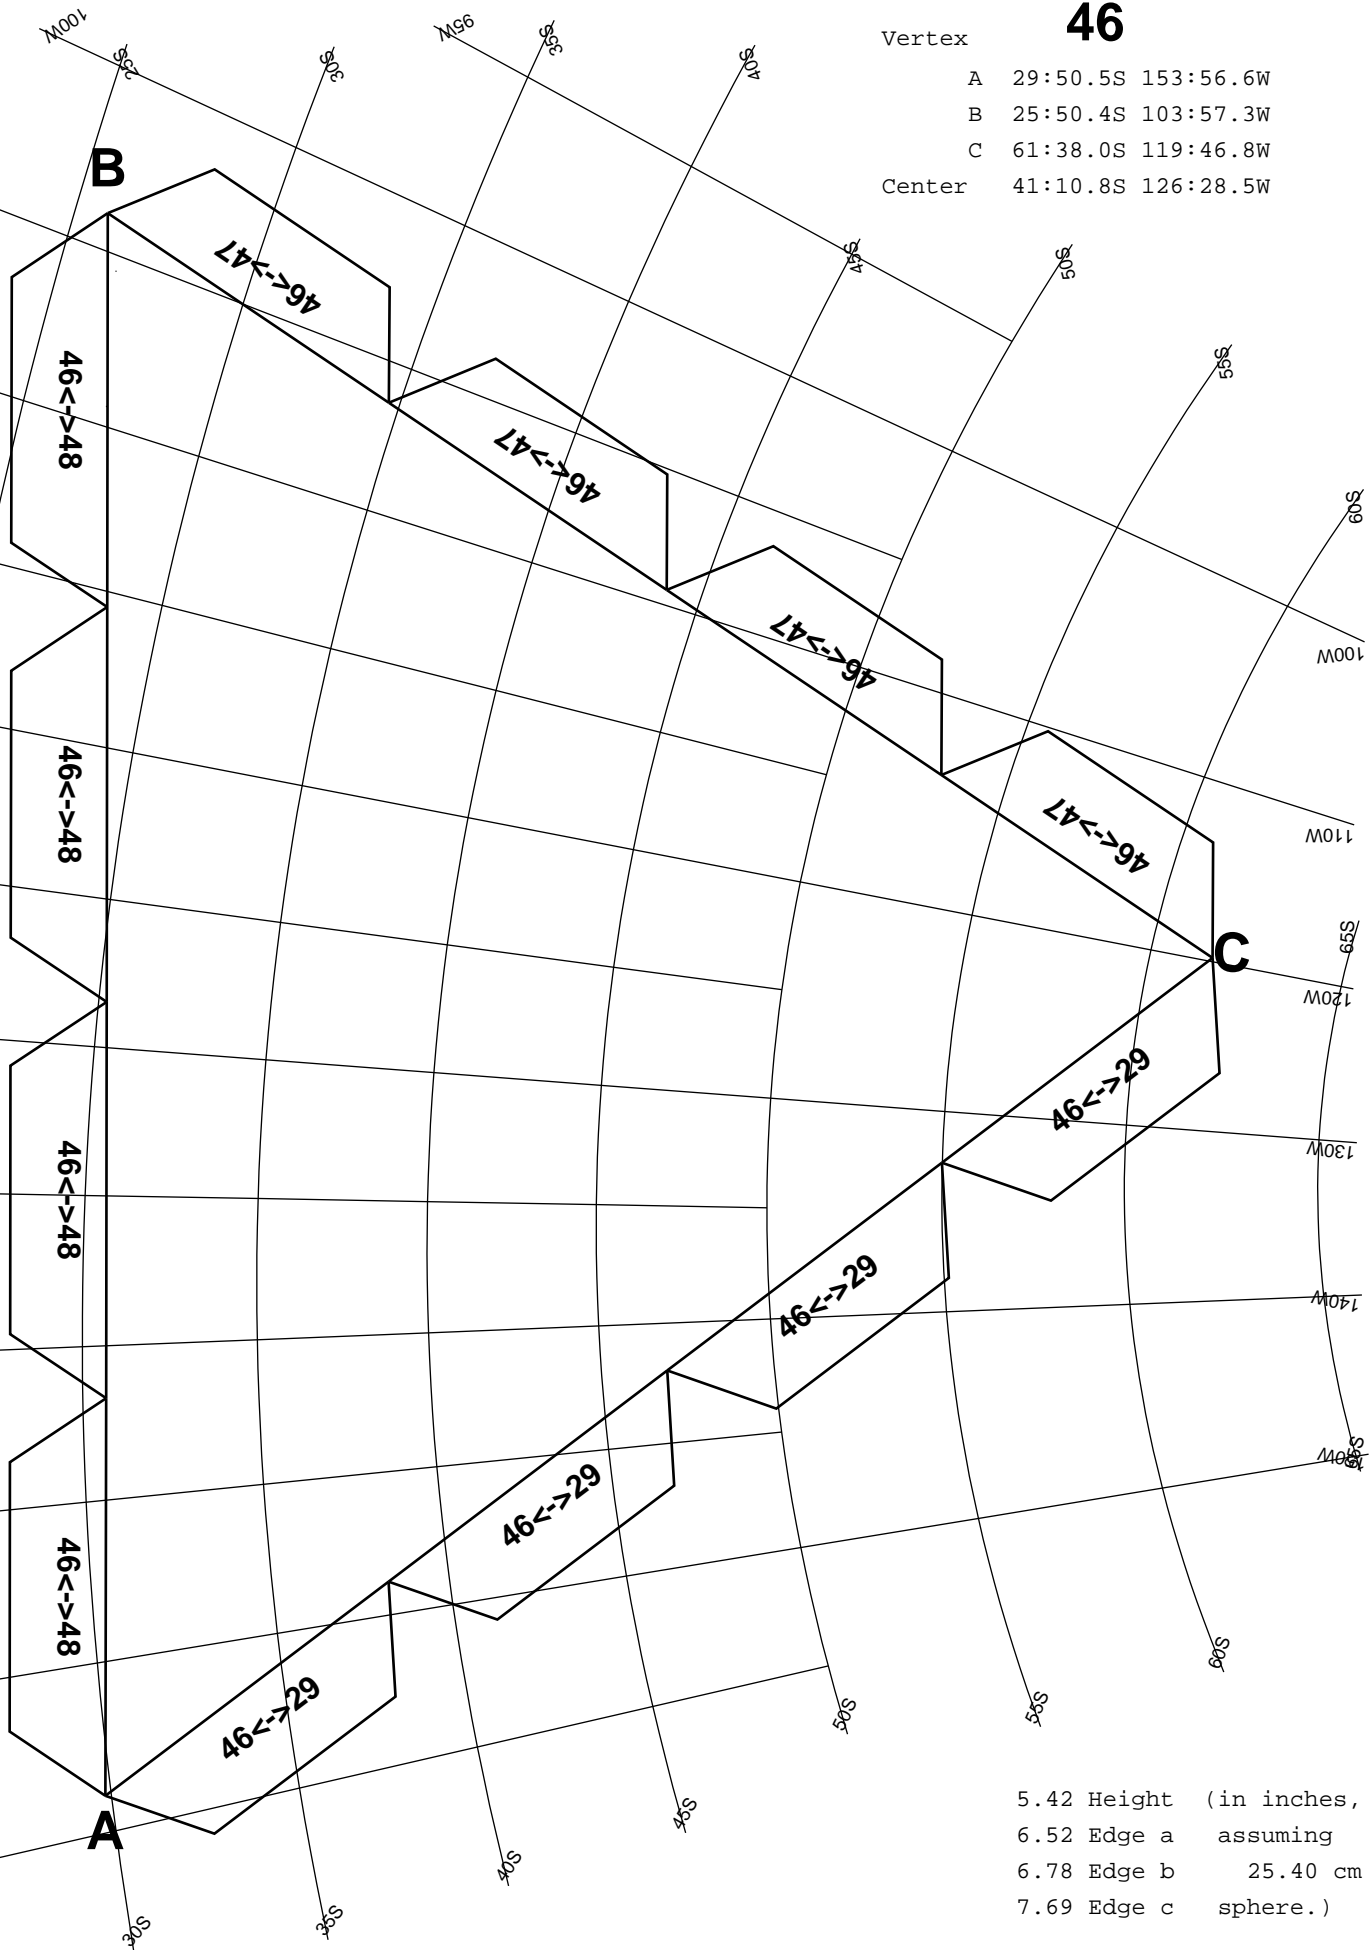 46
Vertex
A 29:50.5S 153:56.6W
B 25:50.4S 103:57.3W
C 61:38.0S 119:46.8W
Center 41:10.8S 126:28.5W
100W
25S
30S
95W
35S
40S
45S
50S
55S
60S
B
46<->47
46<->47
46<->47
46<->47
46<->48
46<->48
46<->48
46<->48
100W
110W
65S
C
120W
130W
140W
65S
46<->29
46<->29
46<->29
46<->29
A
30S
35S
40S
45S
50S
55S
60S
5.42 Height (in inches,
6.52 Edge a assuming
6.78 Edge b 25.40 cm
7.69 Edge c sphere.)